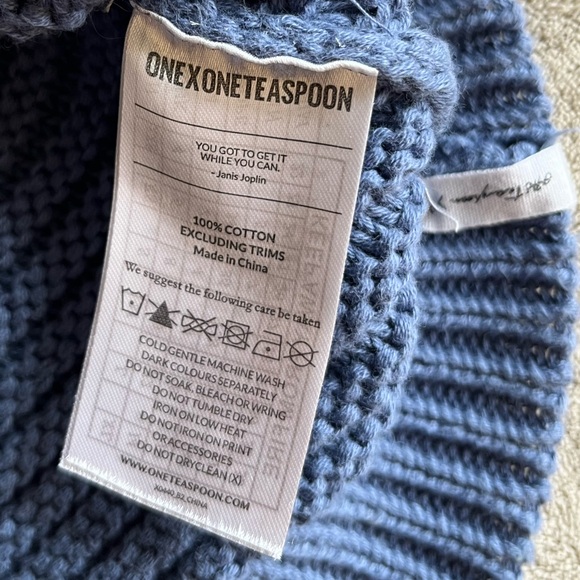 ONEXONETEASPOON
YOU GOT TO GET IT
WHILE YOU CAN.
- Janis Joplin
100% COTTON
EXCLUDING TRIMS
Made in China
We suggest the following care be taken
COLD GENTLE MACHINE WASH
DARK COLOURS SEPARATELY
DO NOT SOAK. BLEACH OR WRING
DO NOT TUMBLE DRY.
IRON ON LOW HEAT
DO NOT IRON ON PRINT
OR ACCESSORIES
DO NOT DRYCLEAN (X)
WWW.ONETEASPOON.COM